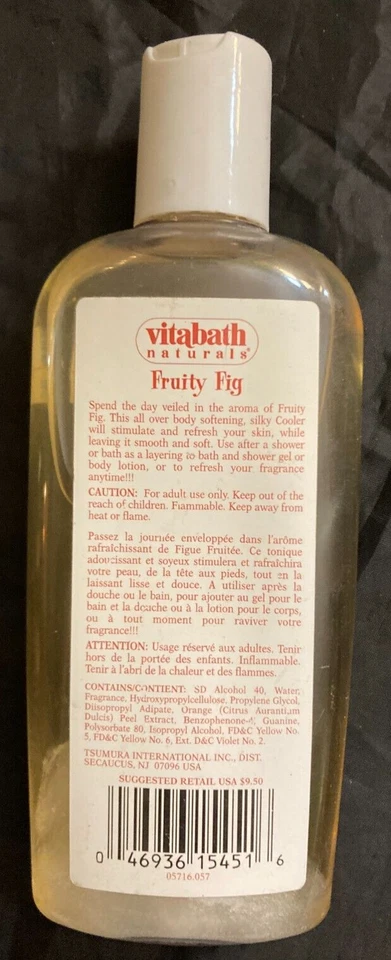 vitabath
naturals®
Fruity Fig
Spend the day veiled in the aroma of Fruity
Fig. This all over body softening, silky Cooler
will stimulate and refresh your skin, while
leaving it smooth and soft. Use after a shower
or bath as a layering to bath and shower gel or
body lotion, or to refresh your fragrance
anytime!!!
CAUTION: For adult use only. Keep out of the
reach of children. Flammable. Keep away from
heat or flame.
Passez la journée enveloppée dans l'arôme
rafraîchissant de Figue Fruitée. Ce tonique
adoucissant et soyeux stimulera et rafraîchira
votre peau, de la tête aux pieds, tout en la
laissant lisse et douce. A utiliser après la
douche ou le bain, pour ajouter au gel pour le
bain et la douche ou à la lotion pour le corps,
ou à tout moment pour raviver votre
fragrance!!!
ATTENTION: Usage réservé aux adultes. Tenir
hors de la portée des enfants. Inflammable.
Tenir à l'abri de la chaleur et des flammes.
CONTAINS/CONTIENT: SD Alcohol 40, Water,
Fragrance, Hydroxypropylcellulose, Propylene Glycol,
Diisopropyl Adipate, Orange (Citrus Aurantium
Dulcis) Peel Extract, Benzophenone-4, Guanine,
Polysorbate 80, Isopropyl Alcohol, FD&C Yellow No.
5, FD&C Yellow No. 6, Ext. D&C Violet No. 2.
TSUMURA INTERNATIONAL INC., DIST.
SECAUCUS, NJ 07096 USA
SUGGESTED RETAIL USA $9.50
0 46936 15451 6
05716.057